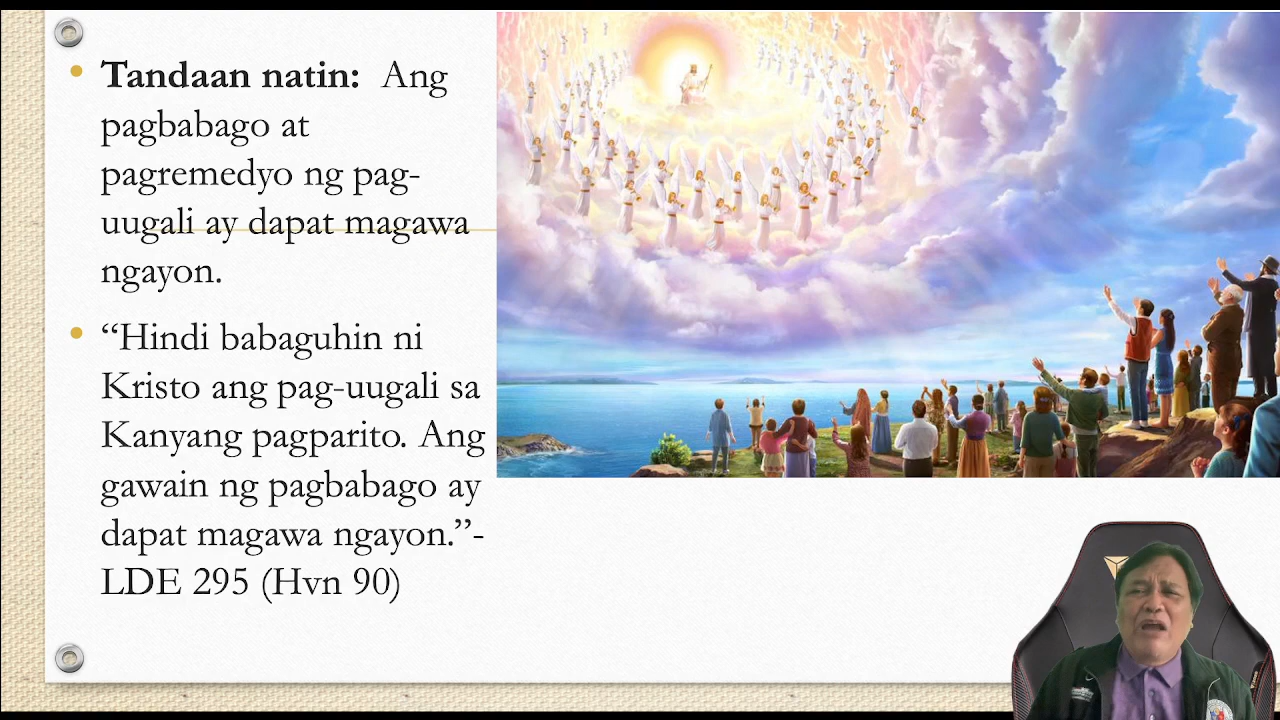 Tandaan natin: Ang
pagbabago at
pagremedyo ng pag-
uugali ay dapat magawa
ngayon.
“Hindi babaguhin ni
Kristo ang pag-uugali sa
Kanyang pagparito. Ang
gawain ng pagbabago ay
dapat magawa ngayon.”-
LDE 295 (Hvn 90)